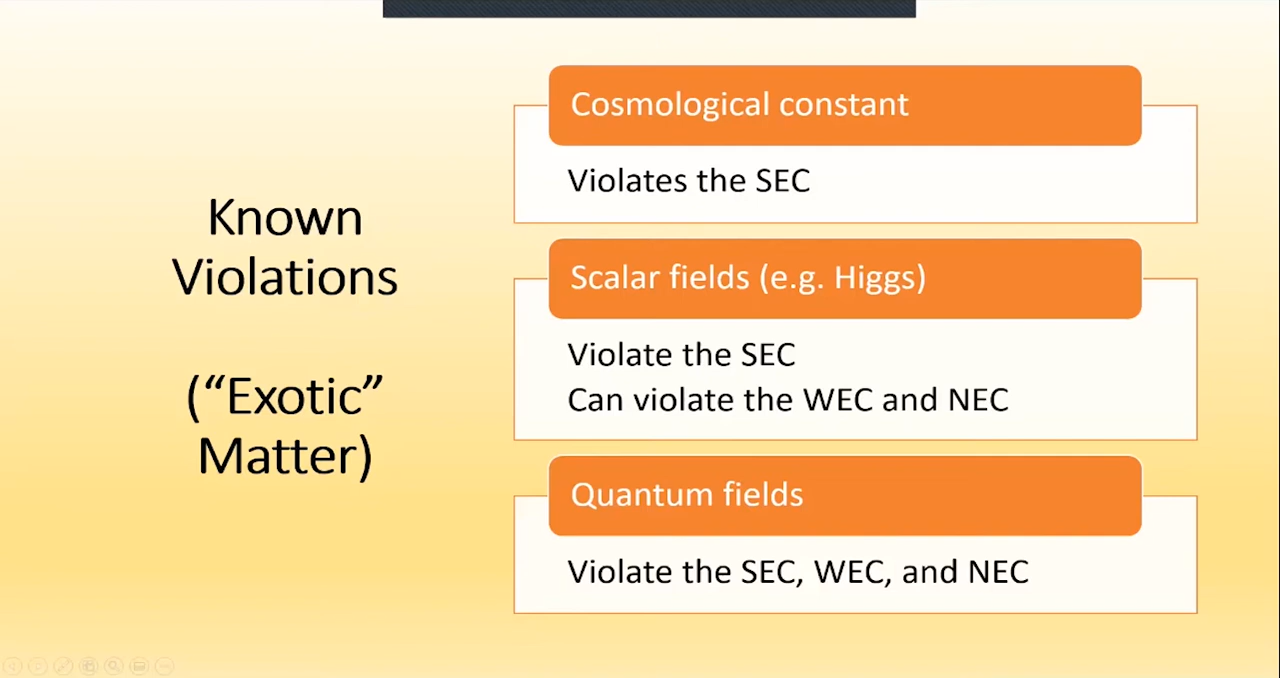 Known
Violations
(“Exotic”
Matter)
Cosmological constant
Violates the SEC
Scalar fields (e.g. Higgs)
Violate the SEC
Can violate the WEC and NEC
Quantum fields
Violate the SEC, WEC, and NEC